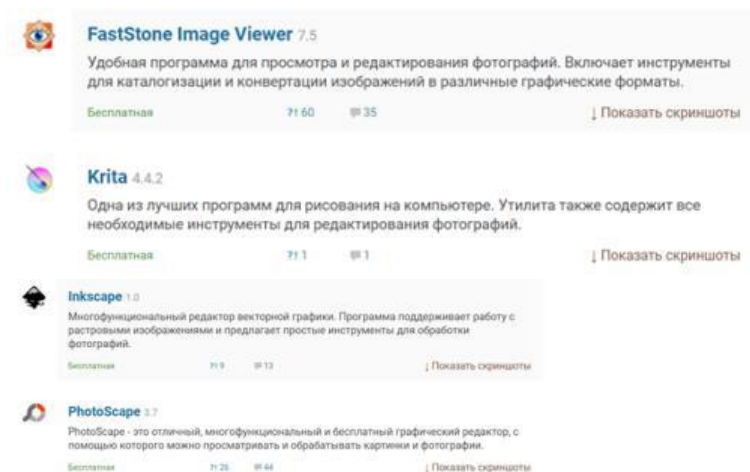 FastStone Image Viewer 7.5
Удобная программа для просмотра и редактирования фотографий. Включает инструменты
для каталогизации и конвертации изображений в различные графические форматы.
Бесплатная 60 35 ↓ Показать скриншоты
Krita 4.4.2
Одна из лучших программ для рисования на компьютере. Утилита также содержит все
необходимые инструменты для редактирования фотографий.
Бесплатная 1 1 ↓ Показать скриншоты
Inkscape 1.0
Многофункциональный редактор векторной графики. Программа поддерживает работу с
растровыми изображениями и предлагает простые инструменты для обработки
фотографий.
Бесплатная 9 13 ↓ Показать скриншоты
PhotoScape 3.7
PhotoScape - это отличный, многофункциональный и бесплатный графический редактор, с
помощью которого можно просматривать и обрабатывать картинки и фотографии.
Бесплатная 28 44 ↓ Показать скриншоты